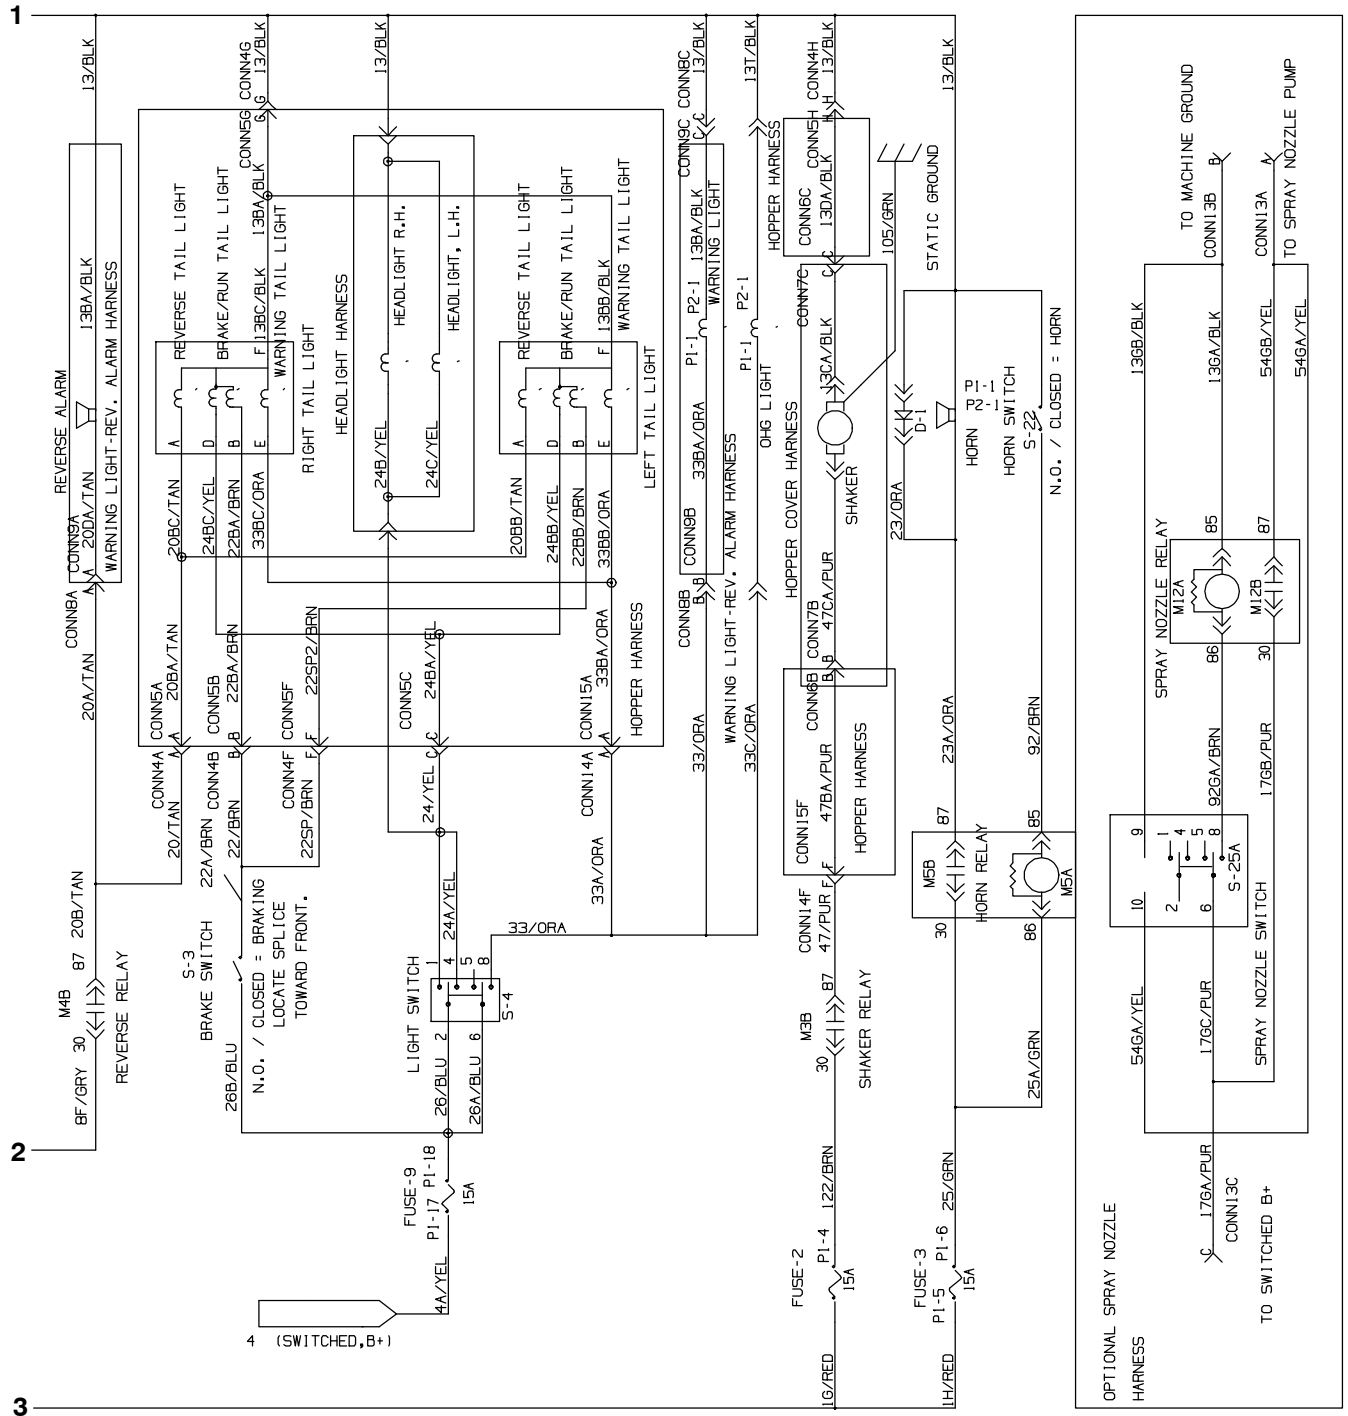 1
2
3
13/BLK
13BA/BLK
REVERSE ALARM
WARNING LIGHT-REV. ALARM HARNESS
20DA/TAN
CONN9A
A
A
CONN8A
20A/TAN
20B/TAN
87
M4B
30
REVERSE RELAY
8F/GRY
13/BLK
CONN4G
CONN5G
G
G
13BA/BLK
REVERSE TAIL LIGHT
BRAKE/RUN TAIL LIGHT
13BC/BLK
WARNING TAIL LIGHT
F
A
D
B
E
RIGHT TAIL LIGHT
20BC/TAN
24BC/YEL
22BA/BRN
33BC/ORA
20BA/TAN
22BA/BRN
22SP2/BRN
CONN5A
CONN5B
CONN5F
A
A
B
B
F
F
CONN4A
CONN4B
CONN4F
20/TAN
22/BRN
22A/BRN
22SP/BRN
S-3
BRAKE SWITCH
N.O. / CLOSED = BRAKING
LOCATE SPLICE
TOWARD FRONT.
26B/BLU
13/BLK
HEADLIGHT HARNESS
HEADLIGHT R.H.
HEADLIGHT, L.H.
24B/YEL
24C/YEL
24BA/YEL
CONN5C
C
C
24/YEL
24A/YEL
LIGHT SWITCH
1
4
5
8
2
6
S-4
26/BLU
26A/BLU
FUSE-9
P1-18
P1-17
15A
4A/YEL
4 (SWITCHED,B+)
REVERSE TAIL LIGHT
BRAKE/RUN TAIL LIGHT
13BB/BLK
WARNING TAIL LIGHT
F
A
D
B
E
LEFT TAIL LIGHT
20BB/TAN
24BB/YEL
22BB/BRN
33BB/ORA
33BA/ORA
HOPPER HARNESS
CONN15A
A
A
CONN14A
33A/ORA
33/ORA
13/BLK
CONN8C
CONN9C
C
C
13BA/BLK
WARNING LIGHT
P2-1
P1-1
33BA/ORA
CONN9B
B
B
CONN8B
WARNING LIGHT-REV. ALARM HARNESS
33/ORA
13T/BLK
P2-1
P1-1
OHG LIGHT
33C/ORA
13/BLK
CONN4H
CONN5H
H
H
HOPPER HARNESS
13DA/BLK
CONN6C
C
C
CONN7C
13CA/BLK
105/GRN
STATIC GROUND
SHAKER
HOPPER COVER HARNESS
47CA/PUR
CONN7B
B
B
CONN6B
47BA/PUR
HOPPER HARNESS
CONN15F
F
F
CONN14F
47/PUR
87
M3B
30
SHAKER RELAY
122/BRN
FUSE-2
P1-4
15A
1G/RED
13/BLK
D-1
23/ORA
P1-1
P2-1
HORN
HORN SWITCH
S-22
N.O. / CLOSED = HORN
23A/ORA
92/BRN
87
85
M5B
HORN RELAY
M5A
30
86
25A/GRN
25/GRN
FUSE-3
P1-6
P1-5
15A
1H/RED
TO MACHINE GROUND
TO SPRAY NOZZLE PUMP
B
A
CONN13B
CONN13A
13GB/BLK
13GA/BLK
54GB/YEL
54GA/YEL
85
87
SPRAY NOZZLE RELAY
M12A
M12B
86
30
92GA/BRN
17GB/PUR
9
1
4
5
8
10
2
6
S-25A
SPRAY NOZZLE SWITCH
54GA/YEL
17GC/PUR
17GA/PUR
C
CONN13C
TO SWITCHED B+
OPTIONAL SPRAY NOZZLE
HARNESS